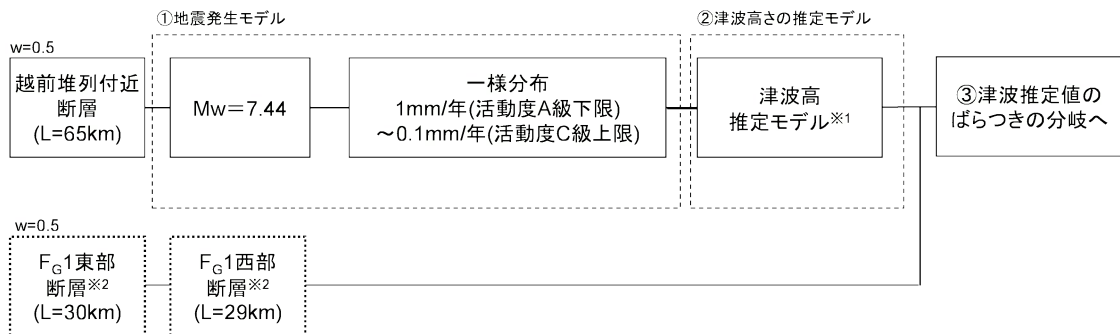 ①地震発生モデル
②津波高さの推定モデル
w=0.5
越前堆列付近
断層
(L=65km)
Mw=7.44
一様分布
1mm/年(活動度A級下限)
～0.1mm/年(活動度C級上限)
津波高
推定モデル※1
③津波推定値の
ばらつきの分岐へ
w=0.5
FG1東部
断層※2
(L=30km)
FG1西部
断層※2
(L=29km)